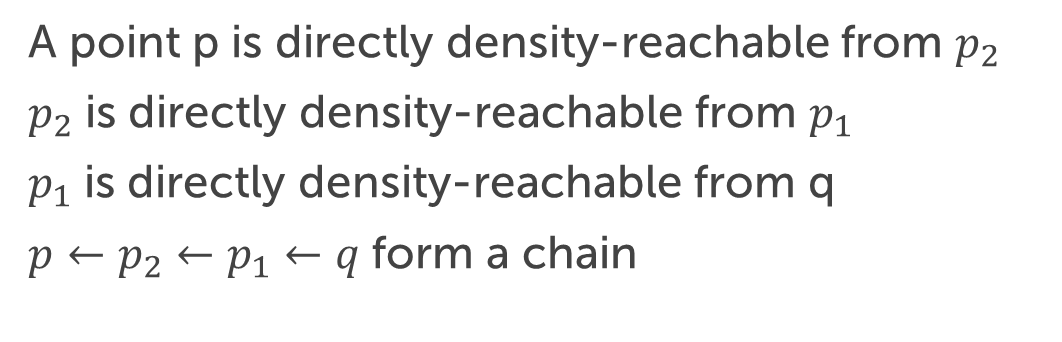 A point p is directly density-reachable from p₂
p₂ is directly density-reachable from p₁
p₁ is directly density-reachable from q
p ← p₂ ← p₁ ← q form a chain